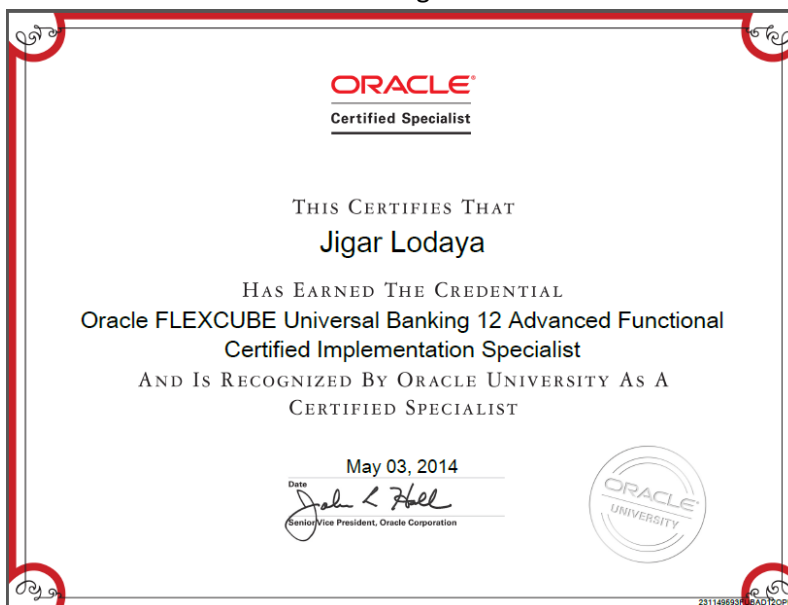 ORACLE®
Certified Specialist
THIS CERTIFIES THAT
Jigar Lodaya
HAS EARNED THE CREDENTIAL
Oracle FLEXCUBE Universal Banking 12 Advanced Functional
Certified Implementation Specialist
AND IS RECOGNIZED BY ORACLE UNIVERSITY AS A
CERTIFIED SPECIALIST
May 03, 2014
Date
John L Hall
Senior Vice President, Oracle Corporation
ORACLE®
UNIVERSITY